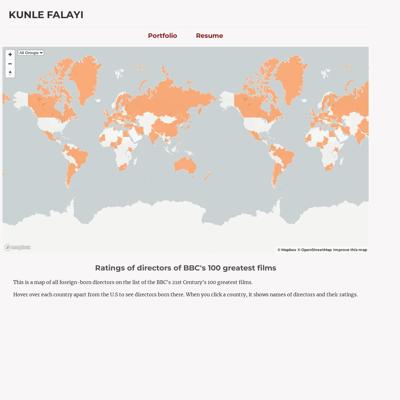 KUNLE FALAYI
Portfolio Resume
+
All Groups
−
mapbox
© Mapbox © OpenStreetMap Improve this map
Ratings of directors of BBC's 100 greatest films
This is a map of all foreign-born directors on the list of the BBC's 21st Century's 100 greatest films.
Hover over each country apart from the U.S to see directors born there. When you click a country, it shows names of directors and their ratings.